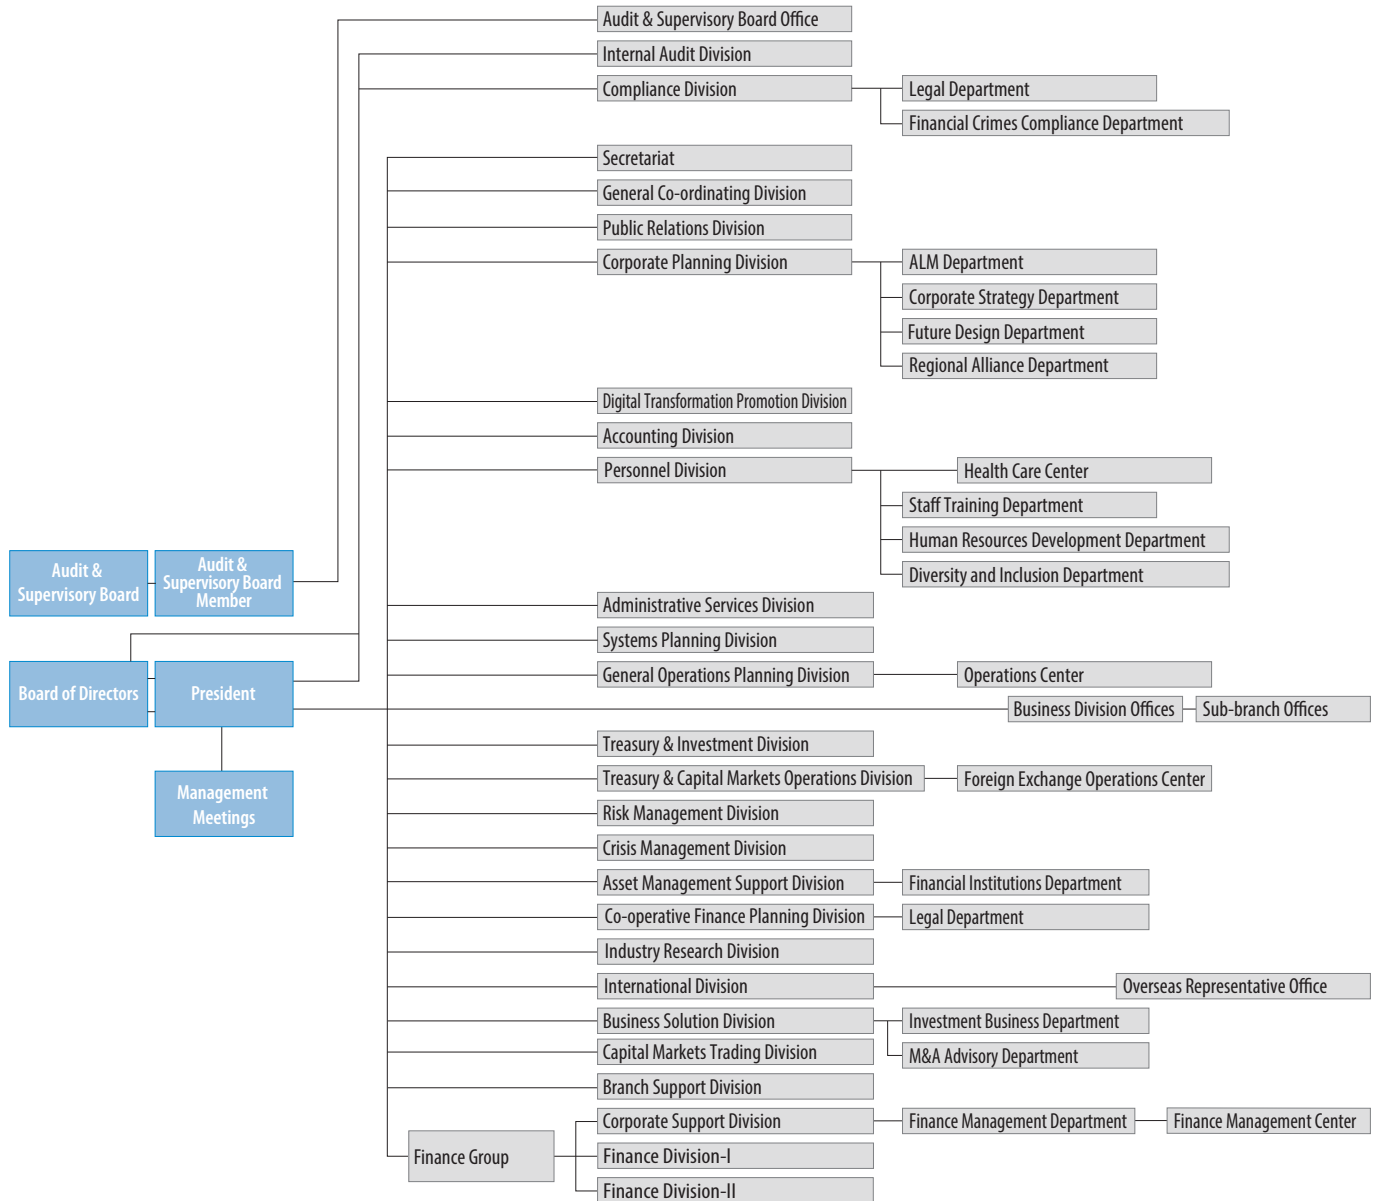 Audit & Supervisory Board Office
Internal Audit Division
Compliance Division
Legal Department
Financial Crimes Compliance Department
Secretariat
General Co-ordinating Division
Public Relations Division
Corporate Planning Division
ALM Department
Corporate Strategy Department
Future Design Department
Regional Alliance Department
Digital Transformation Promotion Division
Accounting Division
Personnel Division
Health Care Center
Staff Training Department
Human Resources Development Department
Diversity and Inclusion Department
Audit &
Supervisory Board
Audit &
Supervisory Board
Member
Administrative Services Division
Systems Planning Division
General Operations Planning Division
Operations Center
Board of Directors
President
Business Division Offices
Sub-branch Offices
Management
Meetings
Treasury & Investment Division
Treasury & Capital Markets Operations Division
Foreign Exchange Operations Center
Risk Management Division
Crisis Management Division
Asset Management Support Division
Financial Institutions Department
Co-operative Finance Planning Division
Legal Department
Industry Research Division
International Division
Overseas Representative Office
Business Solution Division
Investment Business Department
M&A Advisory Department
Capital Markets Trading Division
Branch Support Division
Finance Group
Corporate Support Division
Finance Management Department
Finance Management Center
Finance Division-I
Finance Division-II